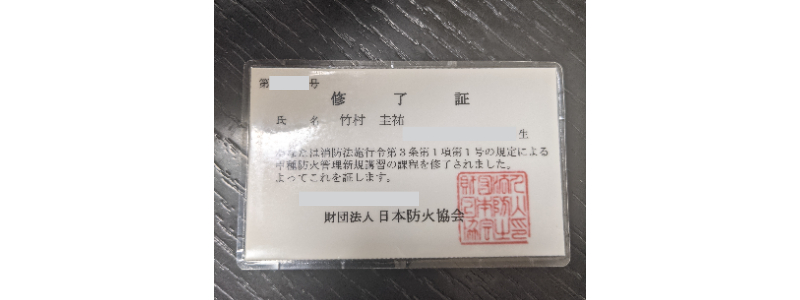 第 号
修了証
氏名 竹村 圭祐
生
あなたは消防法施行令第3条第1項第1号の規定による
甲種防火管理新規講習の課程を修了されました。
よってこれを証します。
財団法人 日本防火協会